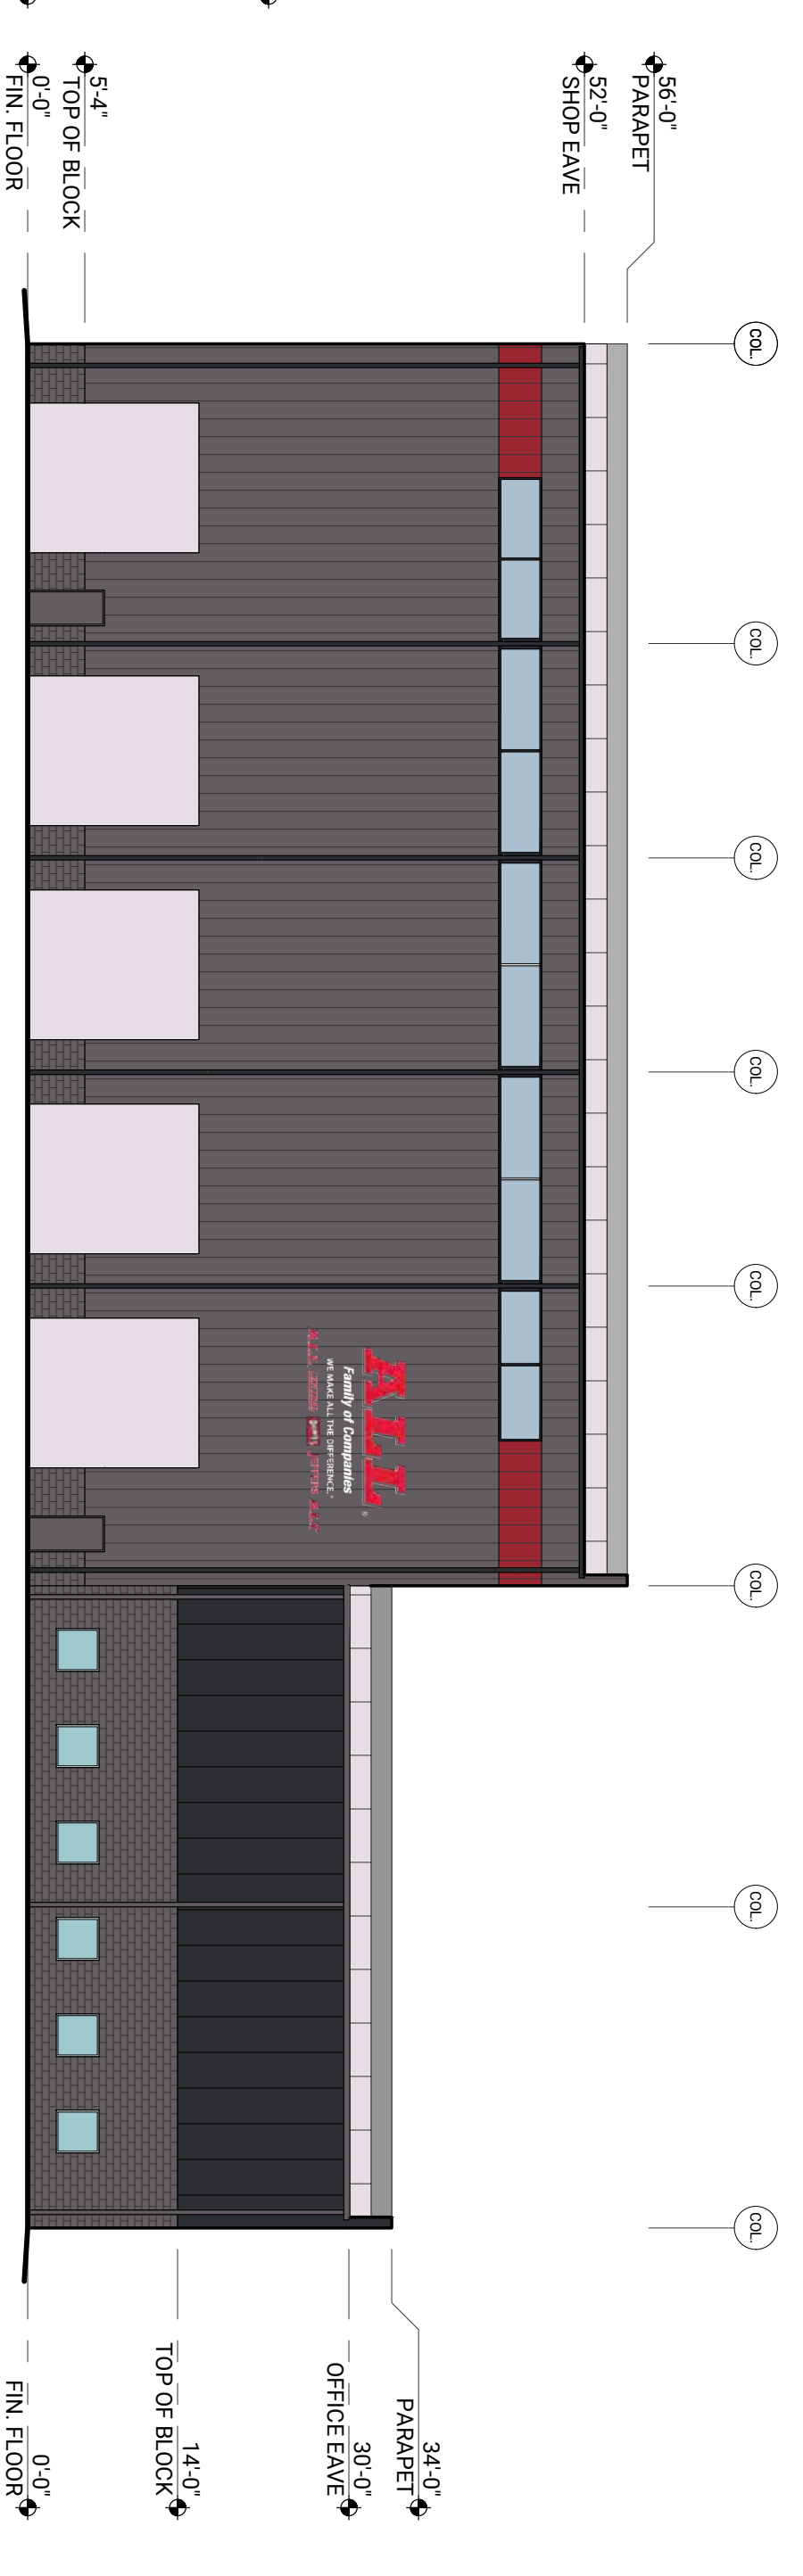 COL.
COL.
COL.
COL.
COL.
COL.
COL.
COL.
56'-0"
PARAPET
52'-0"
SHOP EAVE
5'-4"
TOP OF BLOCK
0'-0"
FIN. FLOOR
ALL®
Family of Companies
WE MAKE ALL THE DIFFERENCE.®
34'-0"
PARAPET
30'-0"
OFFICE EAVE
14'-0"
TOP OF BLOCK
0'-0"
FIN. FLOOR